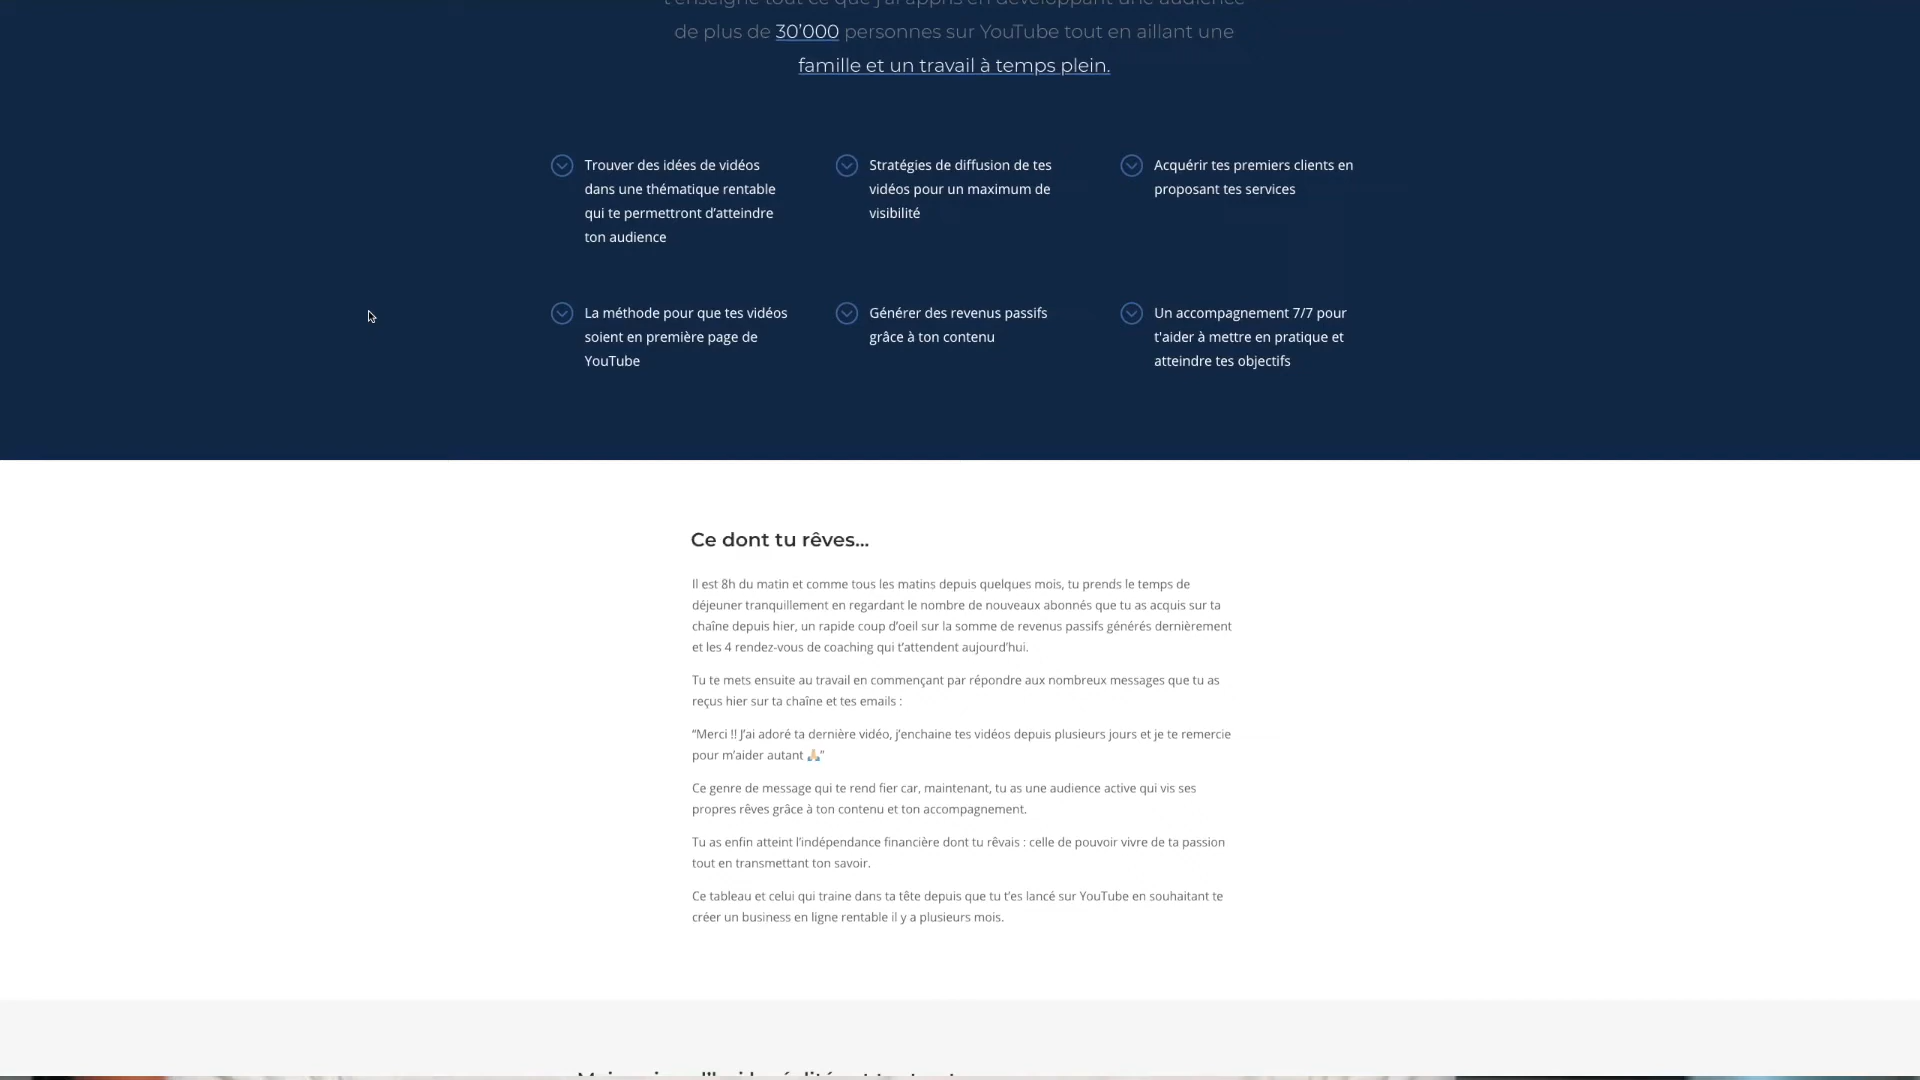 t'enseigne tout ce que j'ai appris en développant une audience
de plus de 30’000 personnes sur YouTube tout en aillant une
famille et un travail à temps plein.
Trouver des idées de vidéos
dans une thématique rentable
qui te permettront d’atteindre
ton audience
Stratégies de diffusion de tes
vidéos pour un maximum de
visibilité
Acquérir tes premiers clients en
proposant tes services
La méthode pour que tes vidéos
soient en première page de
YouTube
Générer des revenus passifs
grâce à ton contenu
Un accompagnement 7/7 pour
t'aider à mettre en pratique et
atteindre tes objectifs
Ce dont tu rêves...
Il est 8h du matin et comme tous les matins depuis quelques mois, tu prends le temps de
déjeuner tranquillement en regardant le nombre de nouveaux abonnés que tu as acquis sur ta
chaîne depuis hier, un rapide coup d’oeil sur la somme de revenus passifs générés dernièrement
et les 4 rendez-vous de coaching qui t’attendent aujourd’hui.
Tu te mets ensuite au travail en commençant par répondre aux nombreux messages que tu as
reçus hier sur ta chaîne et tes emails :
“Merci !! J’ai adoré ta dernière vidéo, j’enchaine tes vidéos depuis plusieurs jours et je te remercie
pour m’aider autant 🙏🏼”
Ce genre de message qui te rend fier car, maintenant, tu as une audience active qui vis ses
propres rêves grâce à ton contenu et ton accompagnement.
Tu as enfin atteint l’indépendance financière dont tu rêvais : celle de pouvoir vivre de ta passion
tout en transmettant ton savoir.
Ce tableau et celui qui traine dans ta tête depuis que tu t’es lancé sur YouTube en souhaitant te
créer un business en ligne rentable il y a plusieurs mois.